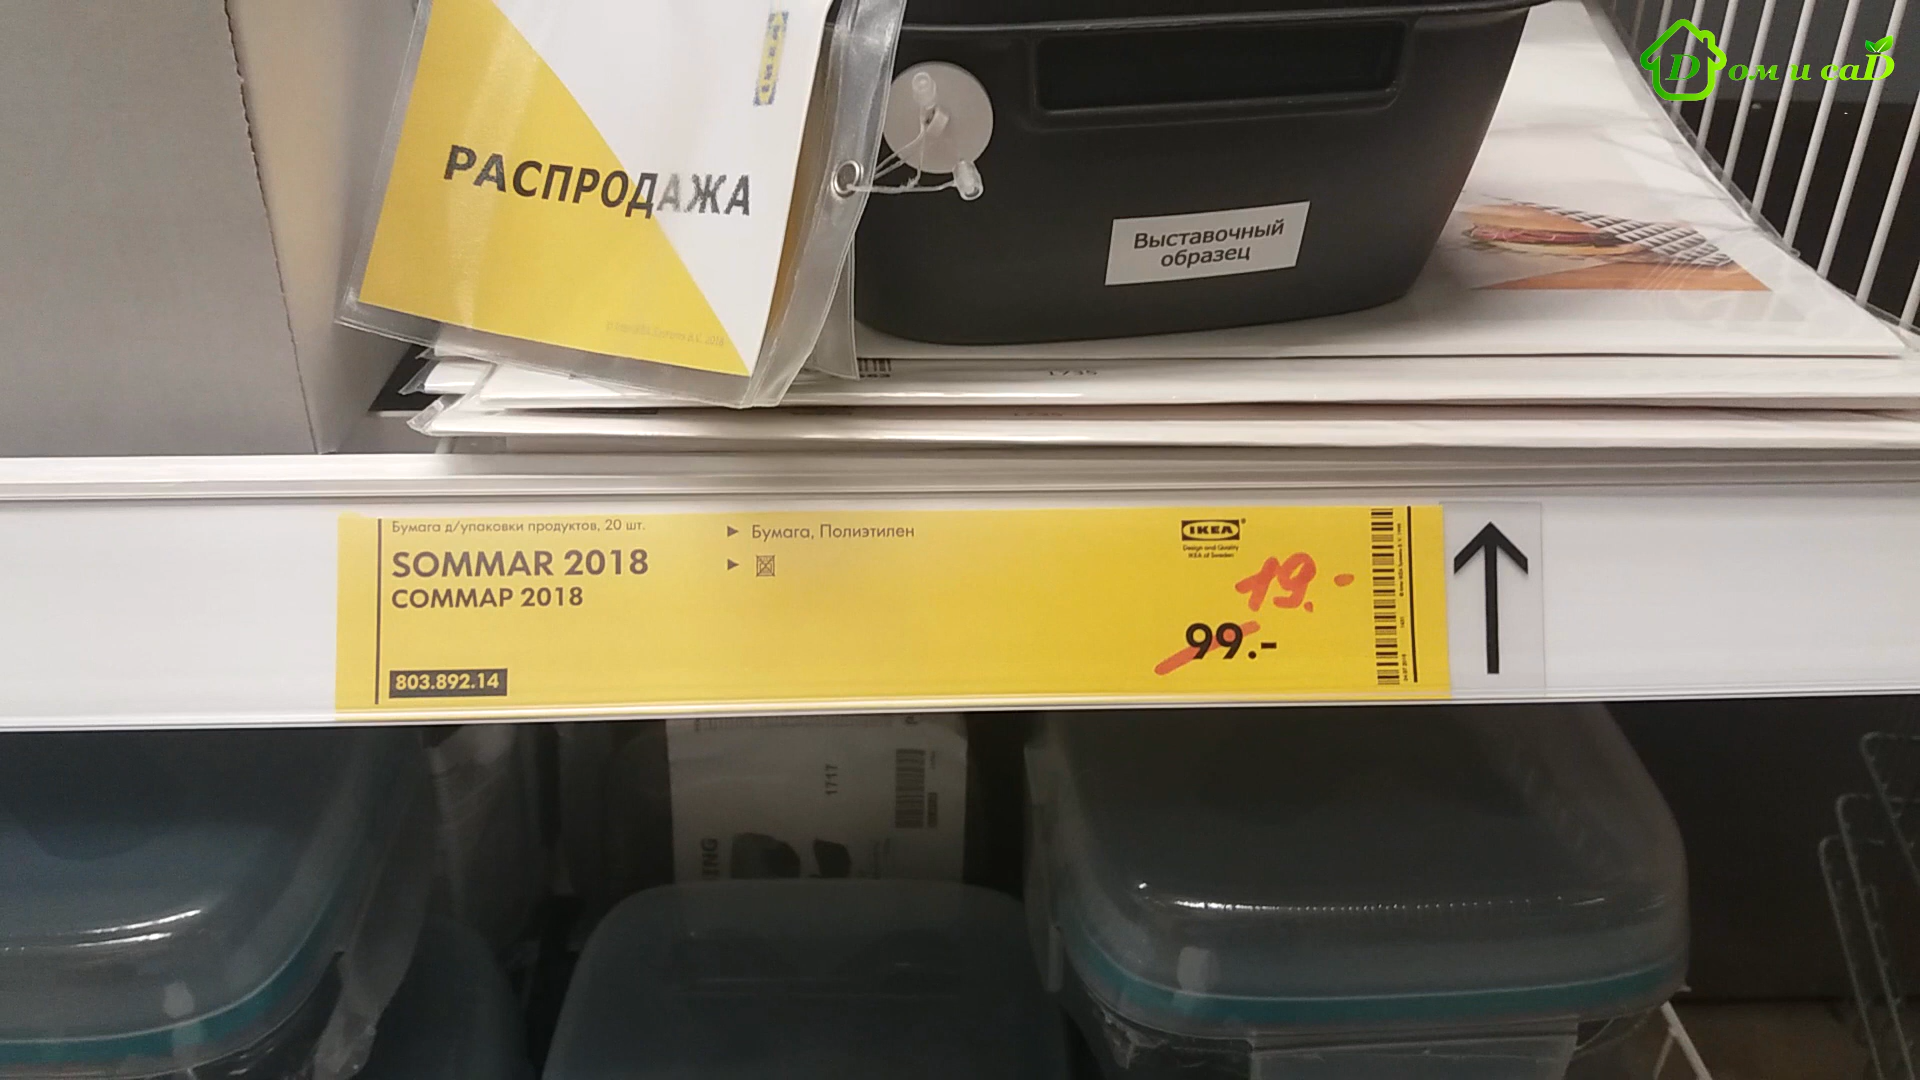 Dом и саD
РАСПРОДАЖА
Выставочный
образец
Бумага д/упаковки продуктов, 20 шт.
SOMMAR 2018
СОММАР 2018
803.892.14
► Бумага, Полиэтилен
►
IKEA
Design and Quality
IKEA of Sweden
19.-
99.-
1717